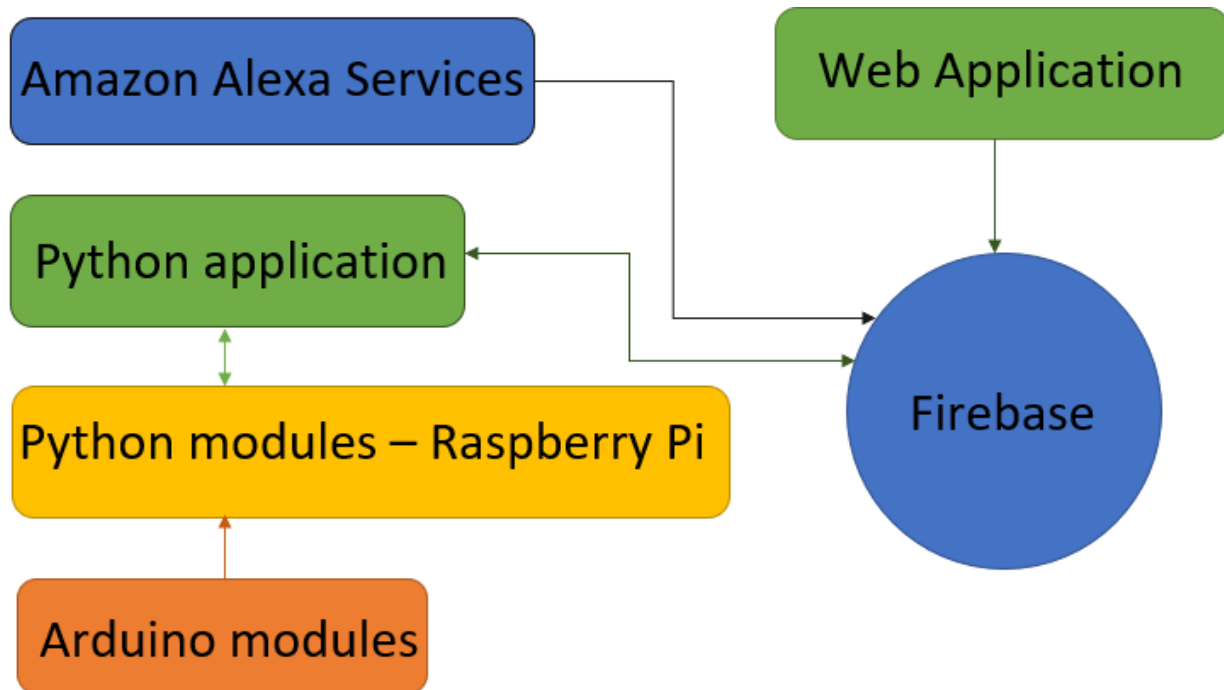 Amazon Alexa Services
Web Application
Python application
Python modules – Raspberry Pi
Firebase
Arduino modules